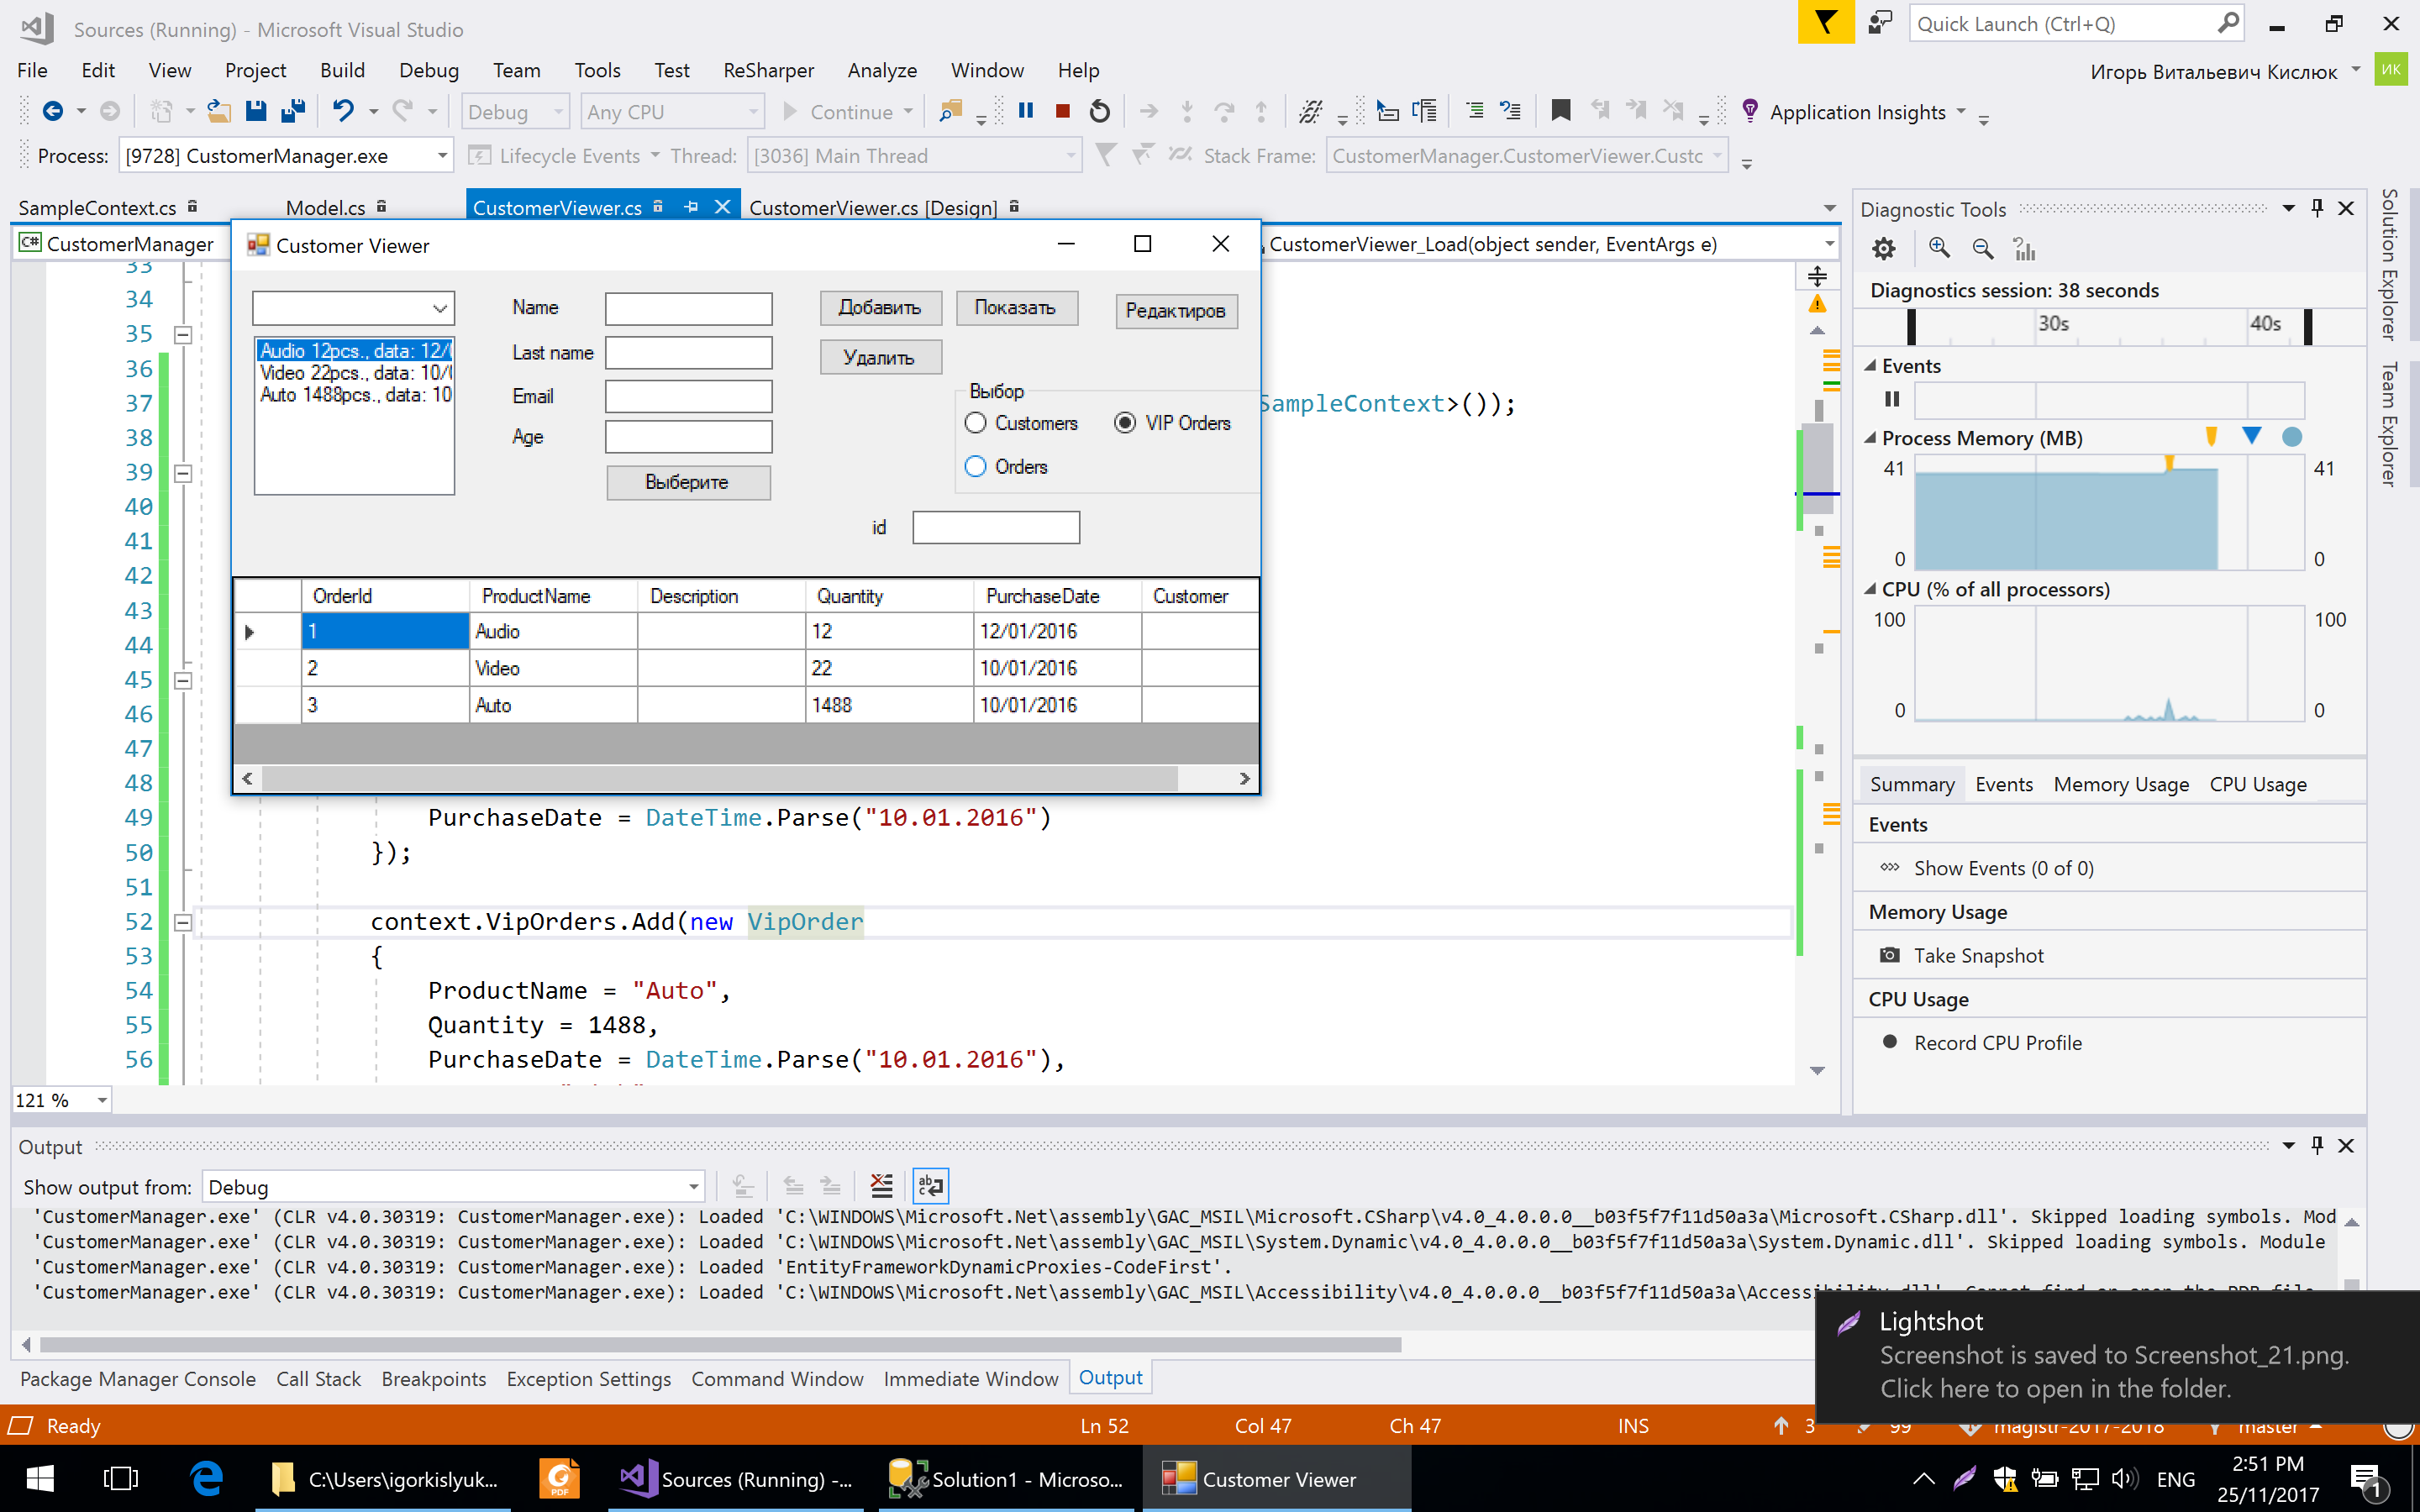 Sources (Running) - Microsoft Visual Studio
Quick Launch (Ctrl+Q)
File Edit View Project Build Debug Team Tools Test ReSharper Analyze Window Help
Игорь Витальевич Кислюк
ИК
Debug Any CPU Continue Application Insights
Process: [9728] CustomerManager.exe Lifecycle Events Thread: [3036] Main Thread Stack Frame: CustomerManager.CustomerViewer.Custc
SampleContext.cs Model.cs CustomerViewer.cs CustomerViewer.cs [Design]
C# CustomerManager CustomerViewer_Load(object sender, EventArgs e)
Customer Viewer
Name Добавить Показать Редактиров
Last name Удалить
Email
Age
Выберите
Audio 12pcs., data: 12/
Video 22pcs., data: 10/
Auto 1488pcs., data: 10
Выбор
Customers VIP Orders
Orders
id
OrderId ProductName Description Quantity PurchaseDate Customer
1 Audio 12 12/01/2016
2 Video 22 10/01/2016
3 Auto 1488 10/01/2016
33
34
35
36
37 SampleContext>());
38
39
40
41
42
43
44
45
46
47
48
49 PurchaseDate = DateTime.Parse("10.01.2016")
50 });
51
52 context.VipOrders.Add(new VipOrder
53 {
54 ProductName = "Auto",
55 Quantity = 1488,
56 PurchaseDate = DateTime.Parse("10.01.2016"),
121 %
Diagnostic Tools
Diagnostics session: 38 seconds
30s 40s
Events
Process Memory (MB)
41 41
0 0
CPU (% of all processors)
100 100
0 0
Summary Events Memory Usage CPU Usage
Events
Show Events (0 of 0)
Memory Usage
Take Snapshot
CPU Usage
Record CPU Profile
Solution Explorer
Team Explorer
Output
Show output from: Debug
'CustomerManager.exe' (CLR v4.0.30319: CustomerManager.exe): Loaded 'C:\WINDOWS\Microsoft.Net\assembly\GAC_MSIL\Microsoft.CSharp\v4.0_4.0.0.0__b03f5f7f11d50a3a\Microsoft.CSharp.dll'. Skipped loading symbols. Mod
'CustomerManager.exe' (CLR v4.0.30319: CustomerManager.exe): Loaded 'C:\WINDOWS\Microsoft.Net\assembly\GAC_MSIL\System.Dynamic\v4.0_4.0.0.0__b03f5f7f11d50a3a\System.Dynamic.dll'. Skipped loading symbols. Module
'CustomerManager.exe' (CLR v4.0.30319: CustomerManager.exe): Loaded 'EntityFrameworkDynamicProxies-CodeFirst'.
'CustomerManager.exe' (CLR v4.0.30319: CustomerManager.exe): Loaded 'C:\WINDOWS\Microsoft.Net\assembly\GAC_MSIL\Accessibility\v4.0_4.0.0.0__b03f5f7f11d50a3a\Accessibility.dll'. Cannot find or open the PDB file
Package Manager Console Call Stack Breakpoints Exception Settings Command Window Immediate Window Output
Lightshot
Screenshot is saved to Screenshot_21.png.
Click here to open in the folder.
Ready Ln 52 Col 47 Ch 47 INS 3 99 magistr-2017-2018 master
C:\Users\igorkislyuk... PDF Sources (Running) -... Solution1 - Microso... Customer Viewer
ENG
2:51 PM
25/11/2017
1